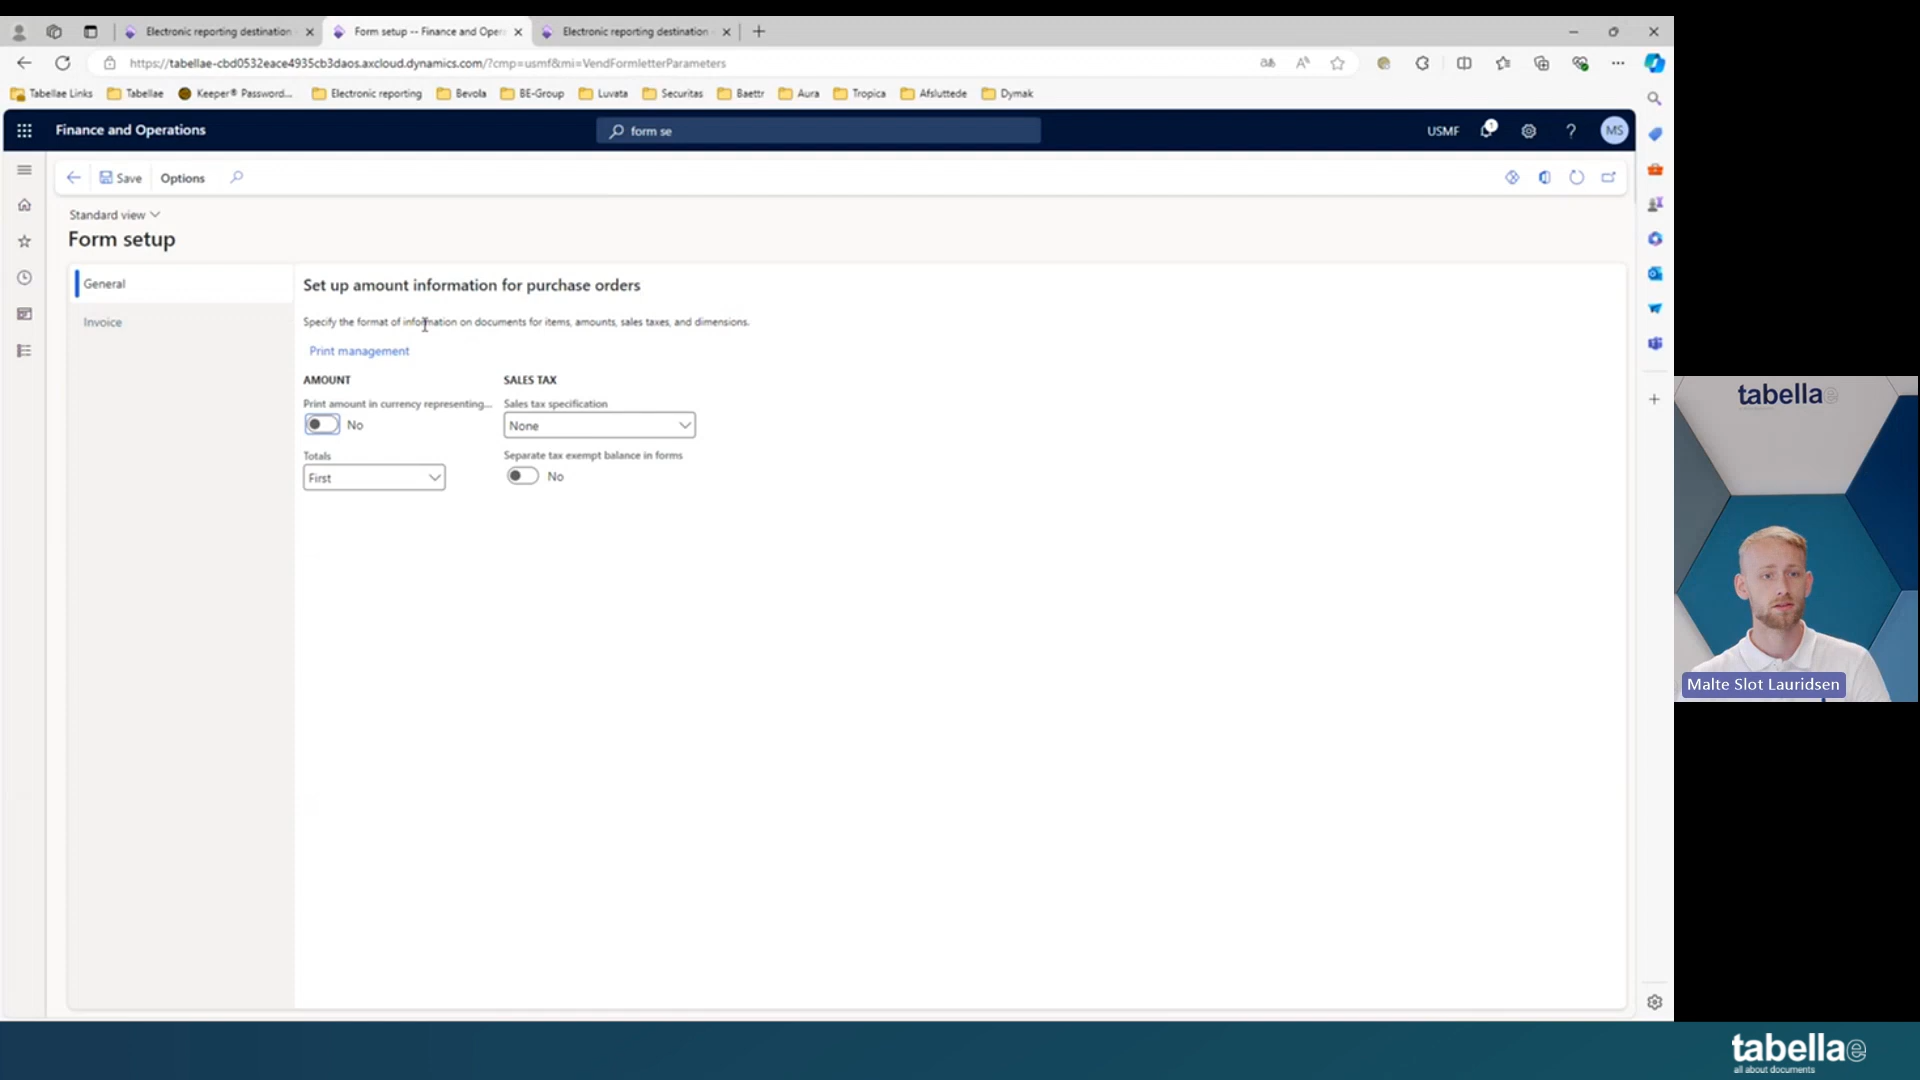 Electronic reporting destination
Form setup -- Finance and Oper
Electronic reporting destination
https://tabellae-cbd0532eace4935cb3daos.axcloud.dynamics.com/?cmp=usmf&mi=VendFormletterParameters
Tabellae Links
Tabellae
Keeper® Password...
Electronic reporting
Bevola
BE-Group
Luvata
Securitas
Baettr
Aura
Tropica
Afsluttede
Dymak
Finance and Operations
form se
USMF
1
?
MS
Save
Options
Standard view
Form setup
General
Set up amount information for purchase orders
Invoice
Specify the format of information on documents for items, amounts, sales taxes, and dimensions.
Print management
AMOUNT
SALES TAX
Print amount in currency representing...
Sales tax specification
No
None
Totals
Separate tax exempt balance in forms
First
No
tabellae
Malte Slot Lauridsen
tabellae
all about documents